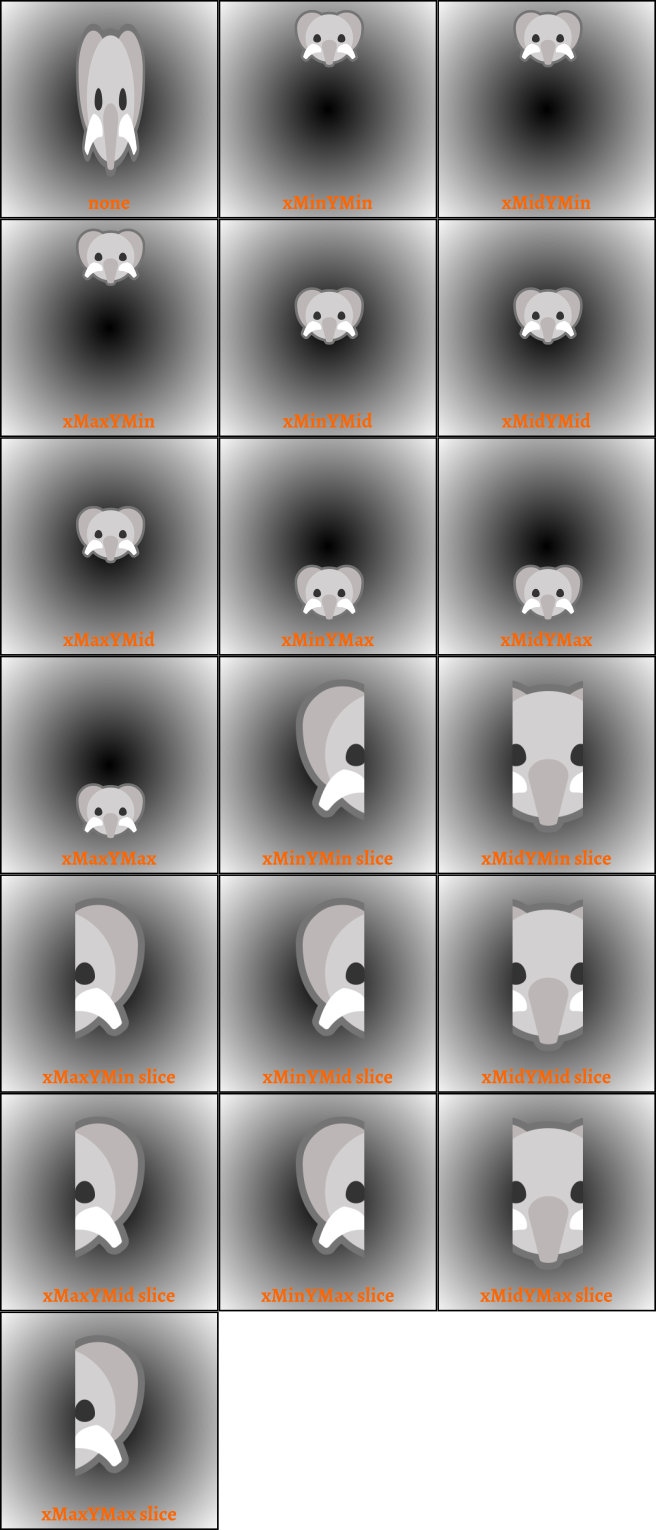 none
xMinYMin
xMidYMin
xMaxYMin
xMinYMid
xMidYMid
xMaxYMid
xMinYMax
xMidYMax
xMaxYMax
xMinYMin slice
xMidYMin slice
xMaxYMin slice
xMinYMid slice
xMidYMid slice
xMaxYMid slice
xMinYMax slice
xMidYMax slice
xMaxYMax slice